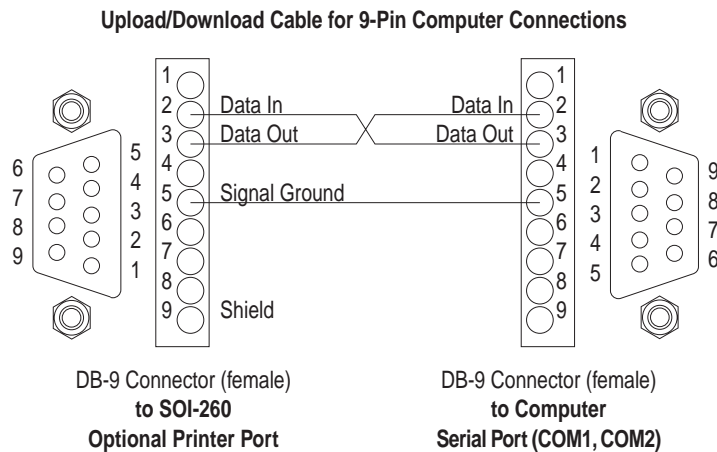 Upload/Download Cable for 9-Pin Computer Connections
1
2
3
4
5
6
7
8
9
Data In
Data Out
Signal Ground
Shield
Data In
Data Out
1
2
3
4
5
6
7
8
9
6
7
8
9
5
4
3
2
1
1
2
3
4
5
9
8
7
6
DB-9 Connector (female)
to SOI-260
Optional Printer Port
DB-9 Connector (female)
to Computer
Serial Port (COM1, COM2)